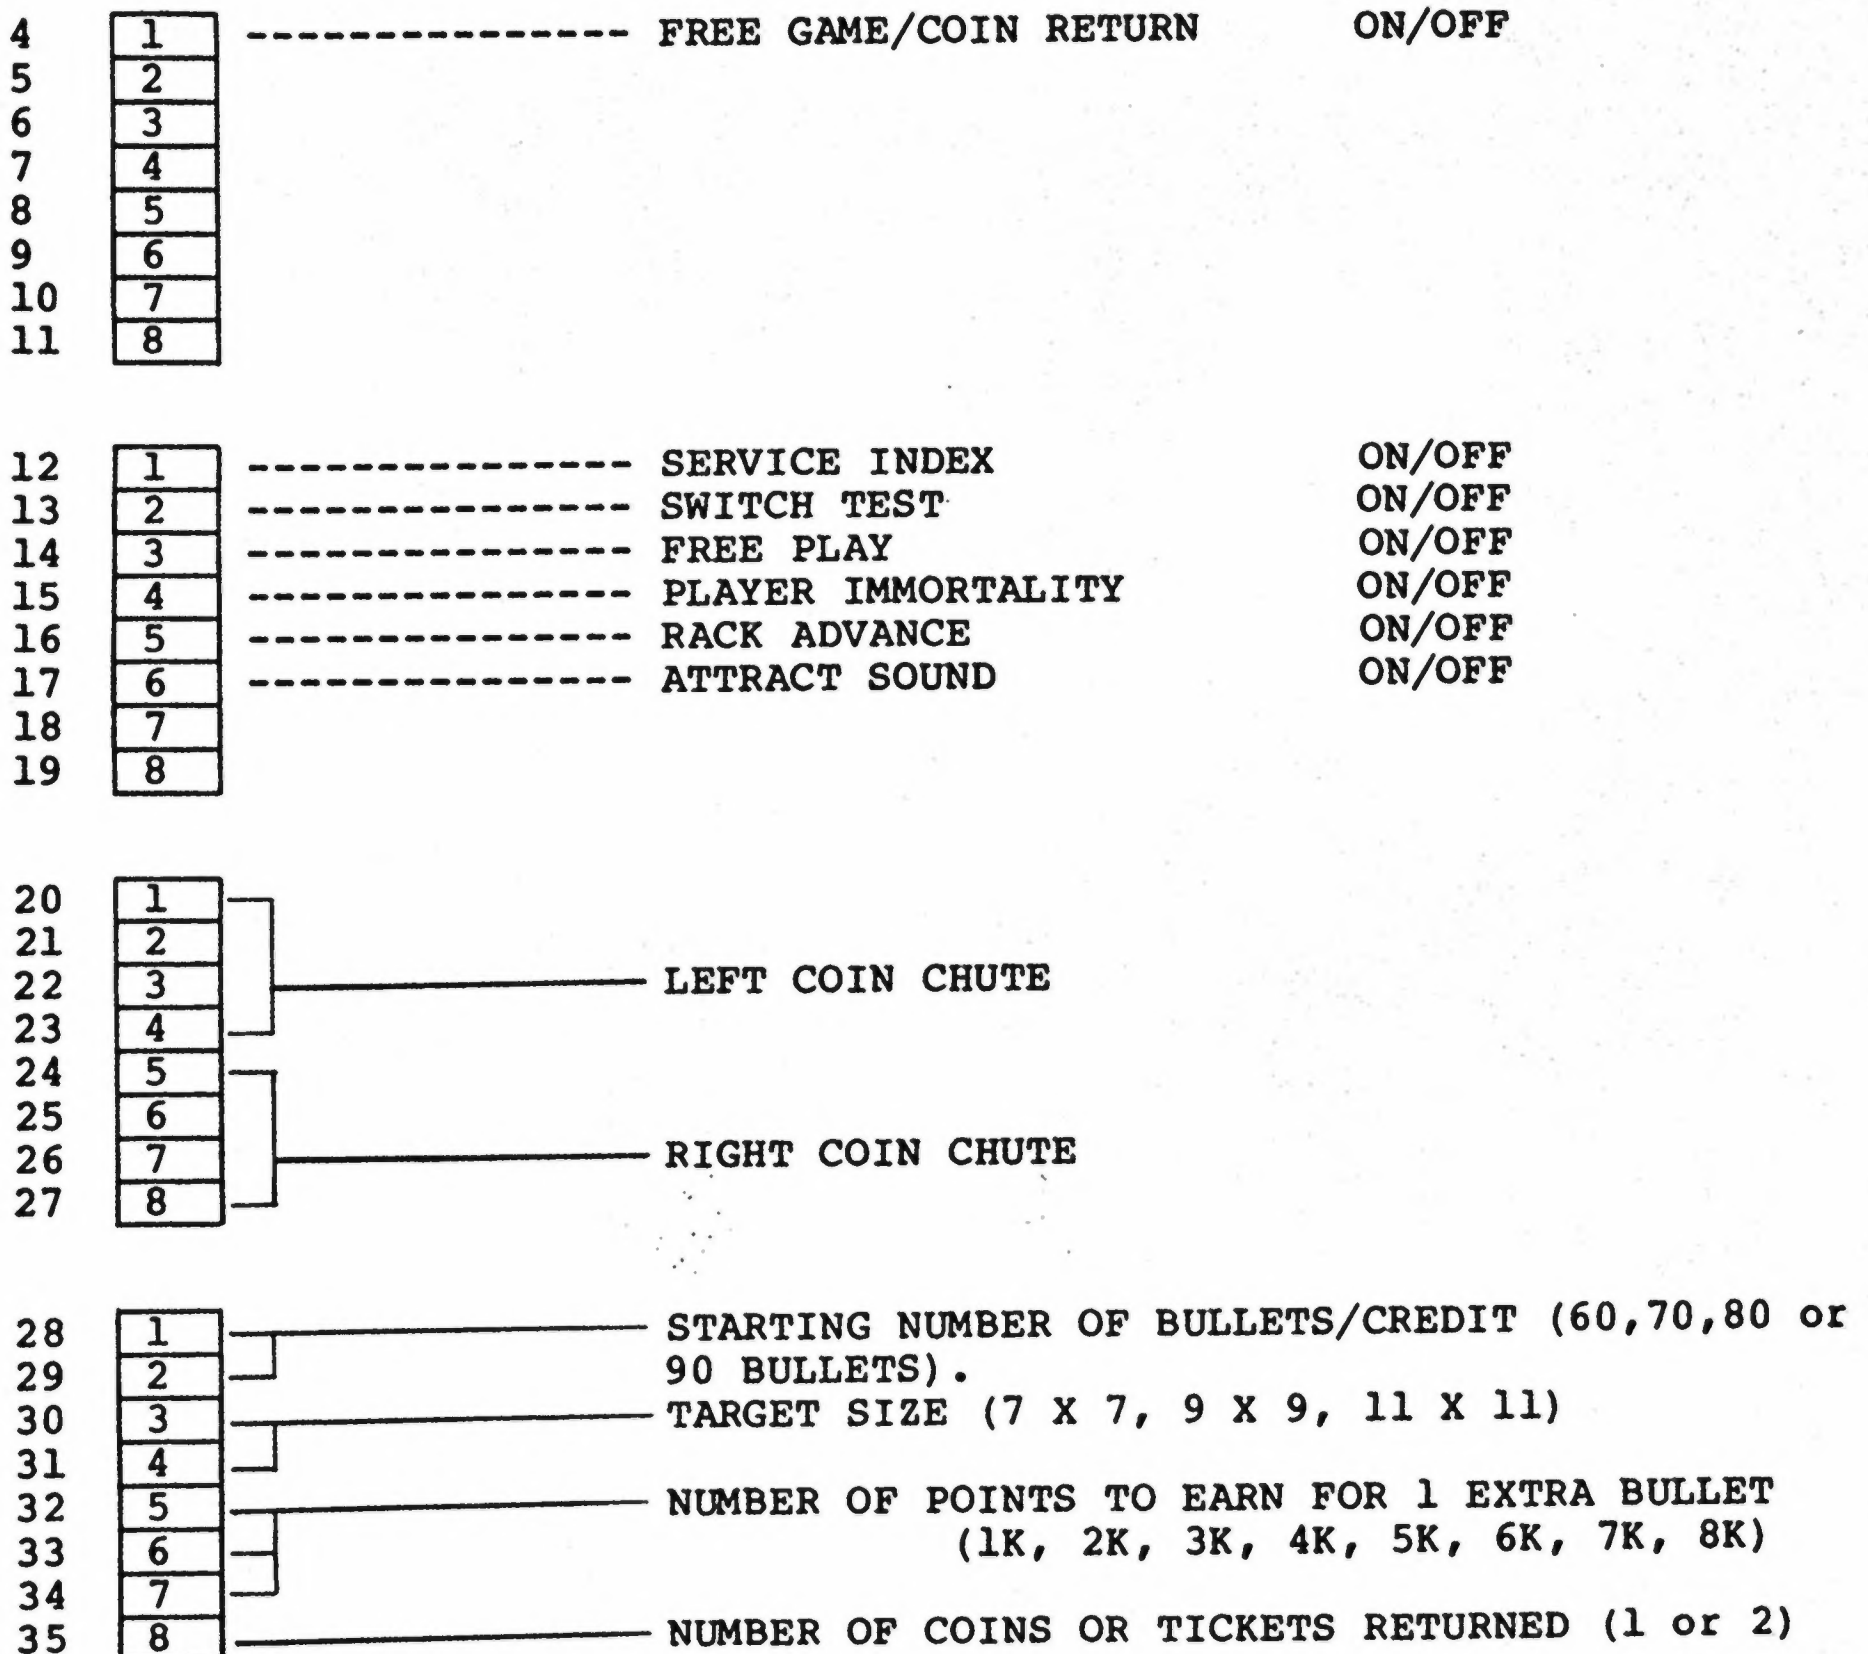 4 1 --------------- FREE GAME/COIN RETURN ON/OFF
5 2
6 3
7 4
8 5
9 6
10 7
11 8
12 1 --------------- SERVICE INDEX ON/OFF
13 2 --------------- SWITCH TEST ON/OFF
14 3 --------------- FREE PLAY ON/OFF
15 4 --------------- PLAYER IMMORTALITY ON/OFF
16 5 --------------- RACK ADVANCE ON/OFF
17 6 --------------- ATTRACT SOUND ON/OFF
18 7
19 8
20 1
21 2
22 3 LEFT COIN CHUTE
23 4
24 5
25 6
26 7 RIGHT COIN CHUTE
27 8
28 1 STARTING NUMBER OF BULLETS/CREDIT (60,70,80 or
29 2 90 BULLETS).
30 3 TARGET SIZE (7 X 7, 9 X 9, 11 X 11)
31 4
32 5 NUMBER OF POINTS TO EARN FOR 1 EXTRA BULLET
33 6 (1K, 2K, 3K, 4K, 5K, 6K, 7K, 8K)
34 7
35 8 NUMBER OF COINS OR TICKETS RETURNED (1 or 2)